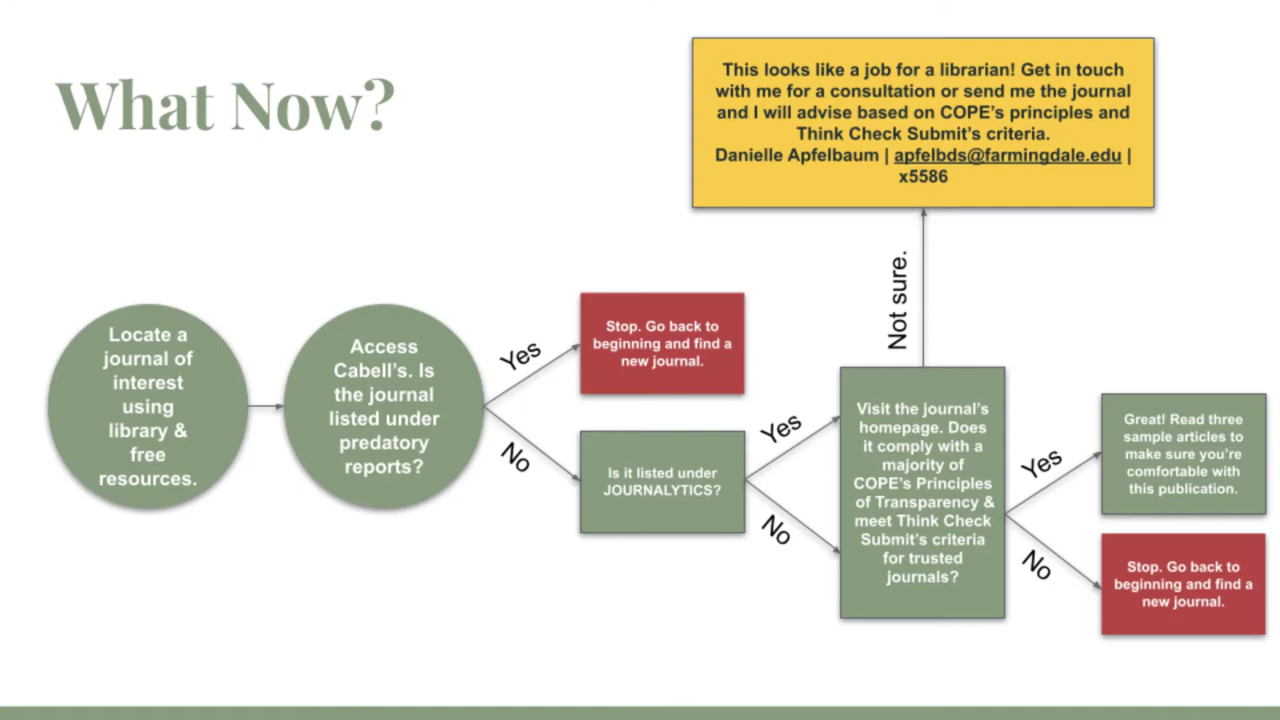 What Now?
This looks like a job for a librarian! Get in touch
with me for a consultation or send me the journal
and I will advise based on COPE's principles and
Think Check Submit's criteria.
Danielle Apfelbaum | apfelbds@farmingdale.edu |
x5586
Locate a
journal of
interest
using
library &
free
resources.
Access
Cabell's. Is
the journal
listed under
predatory
reports?
Yes
Stop. Go back to
beginning and find a
new journal.
No
Is it listed under
JOURNALYTICS?
Yes
No
Visit the journal's
homepage. Does
it comply with a
majority of
COPE's Principles
of Transparency &
meet Think Check
Submit's criteria
for trusted
journals?
Not sure.
Yes
Great! Read three
sample articles to
make sure you're
comfortable with
this publication.
No
Stop. Go back to
beginning and find a
new journal.